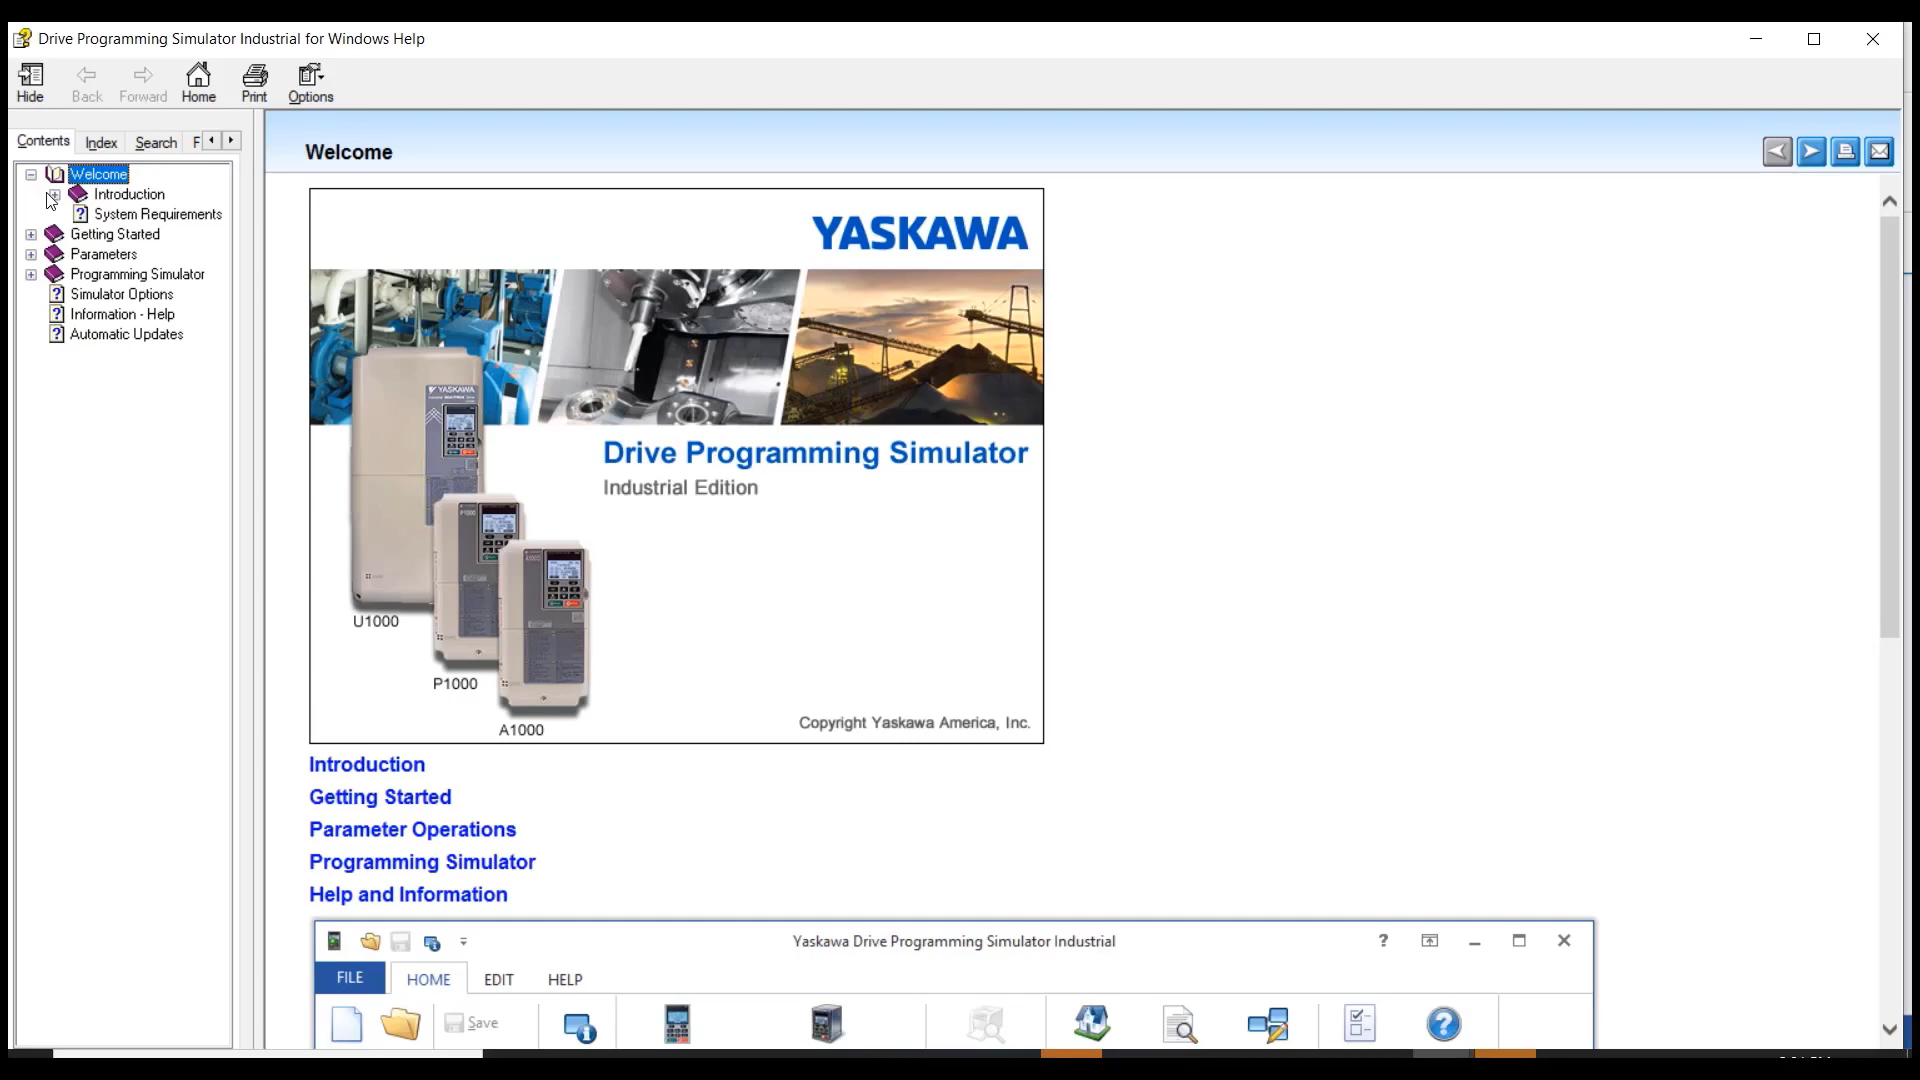 Drive Programming Simulator Industrial for Windows Help
Hide Back Forward Home Print Options
Contents Index Search F
Welcome
Introduction
System Requirements
Getting Started
Parameters
Programming Simulator
Simulator Options
Information - Help
Automatic Updates
Welcome
YASKAWA
YASKAWA
Drive Programming Simulator
Industrial Edition
P1000
A1000
U1000
P1000
A1000
Copyright Yaskawa America, Inc.
Introduction
Getting Started
Parameter Operations
Programming Simulator
Help and Information
Yaskawa Drive Programming Simulator Industrial
FILE HOME EDIT HELP
Save